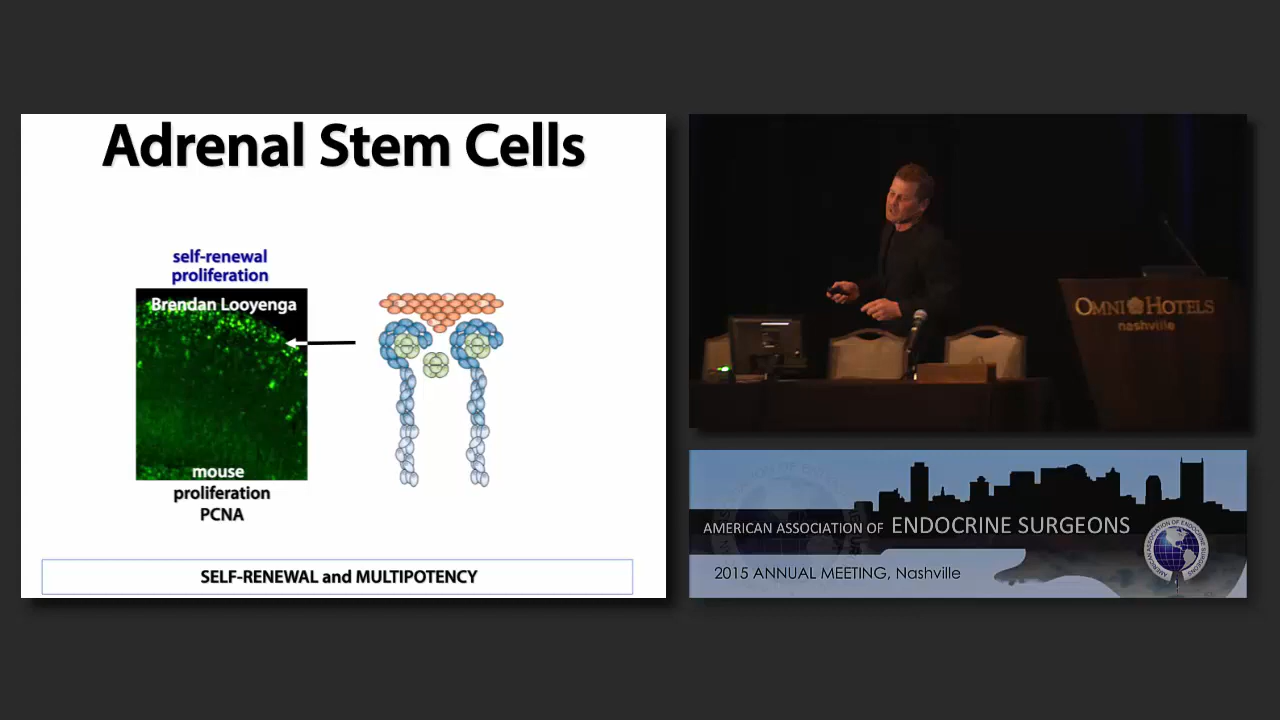 Adrenal Stem Cells
self-renewal
proliferation
Brendan Looyenga
mouse
proliferation
PCNA
SELF-RENEWAL and MULTIPOTENCY
OMNI HOTELS
nashville
AMERICAN ASSOCIATION OF ENDOCRINE SURGEONS
2015 ANNUAL MEETING, Nashville